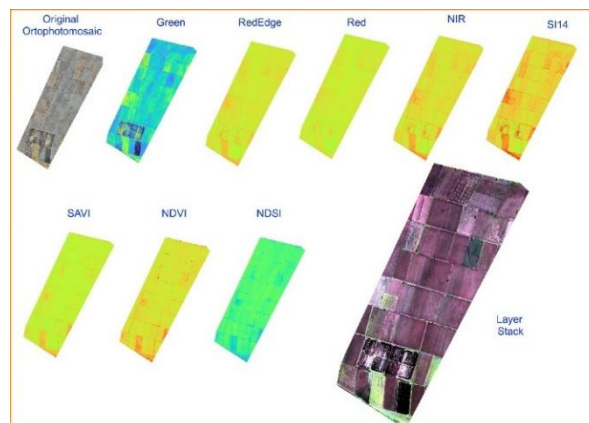 Original
Ortophotomosaic
Green
RedEdge
Red
NIR
SI14
SAVI
NDVI
NDSI
Layer
Stack